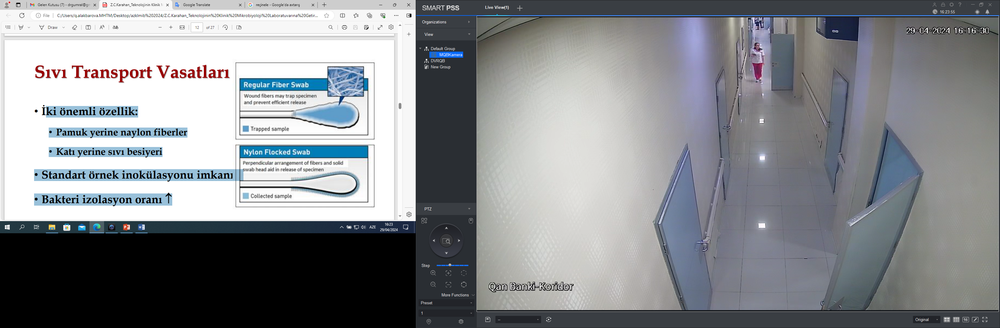 Gelen Kutusu (7) - drgumral@gm
Z.C.Karahan_Teknolojinin Klinik M
Google Translate
reçinele - Google'da axtarış
File
C:/Users/q.alakbarova.MHTM/Desktop/azklmib%202024/Z.C.Karahan_Teknolojinin%20Klinik%20Mikrobiyoloji%20Laboratuvarına%20Getir...
Draw
12 of 27
Sıvı Transport Vasatları
• İki önemli özellik:
• Pamuk yerine naylon fiberler
• Katı yerine sıvı besiyeri
• Standart örnek inokülasyonu imkanı
• Bakteri izolasyon oranı ↑
Regular Fiber Swab
Wound fibers may trap specimen
and prevent efficient release
Trapped sample
Nylon Flocked Swab
Perpendicular arrangement of fibers and solid
swab head aid in release of specimen
Collected sample
AZE
16:23
29/04/2024
SMART PSS
Live View(1)
16:23:55
Organizations
View
Default Group
MQBKamera
DVRQB
New Group
PTZ
Step
More Functions
Preset
1
29-04-2024 16:16:30
Qan Banki-Koridor
--
Original
16